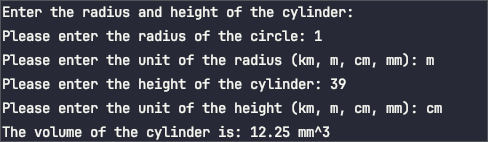 Enter the radius and height of the cylinder:
Please enter the radius of the circle: 1
Please enter the unit of the radius (km, m, cm, mm): m
Please enter the height of the cylinder: 39
Please enter the unit of the height (km, m, cm, mm): cm
The volume of the cylinder is: 12.25 mm^3